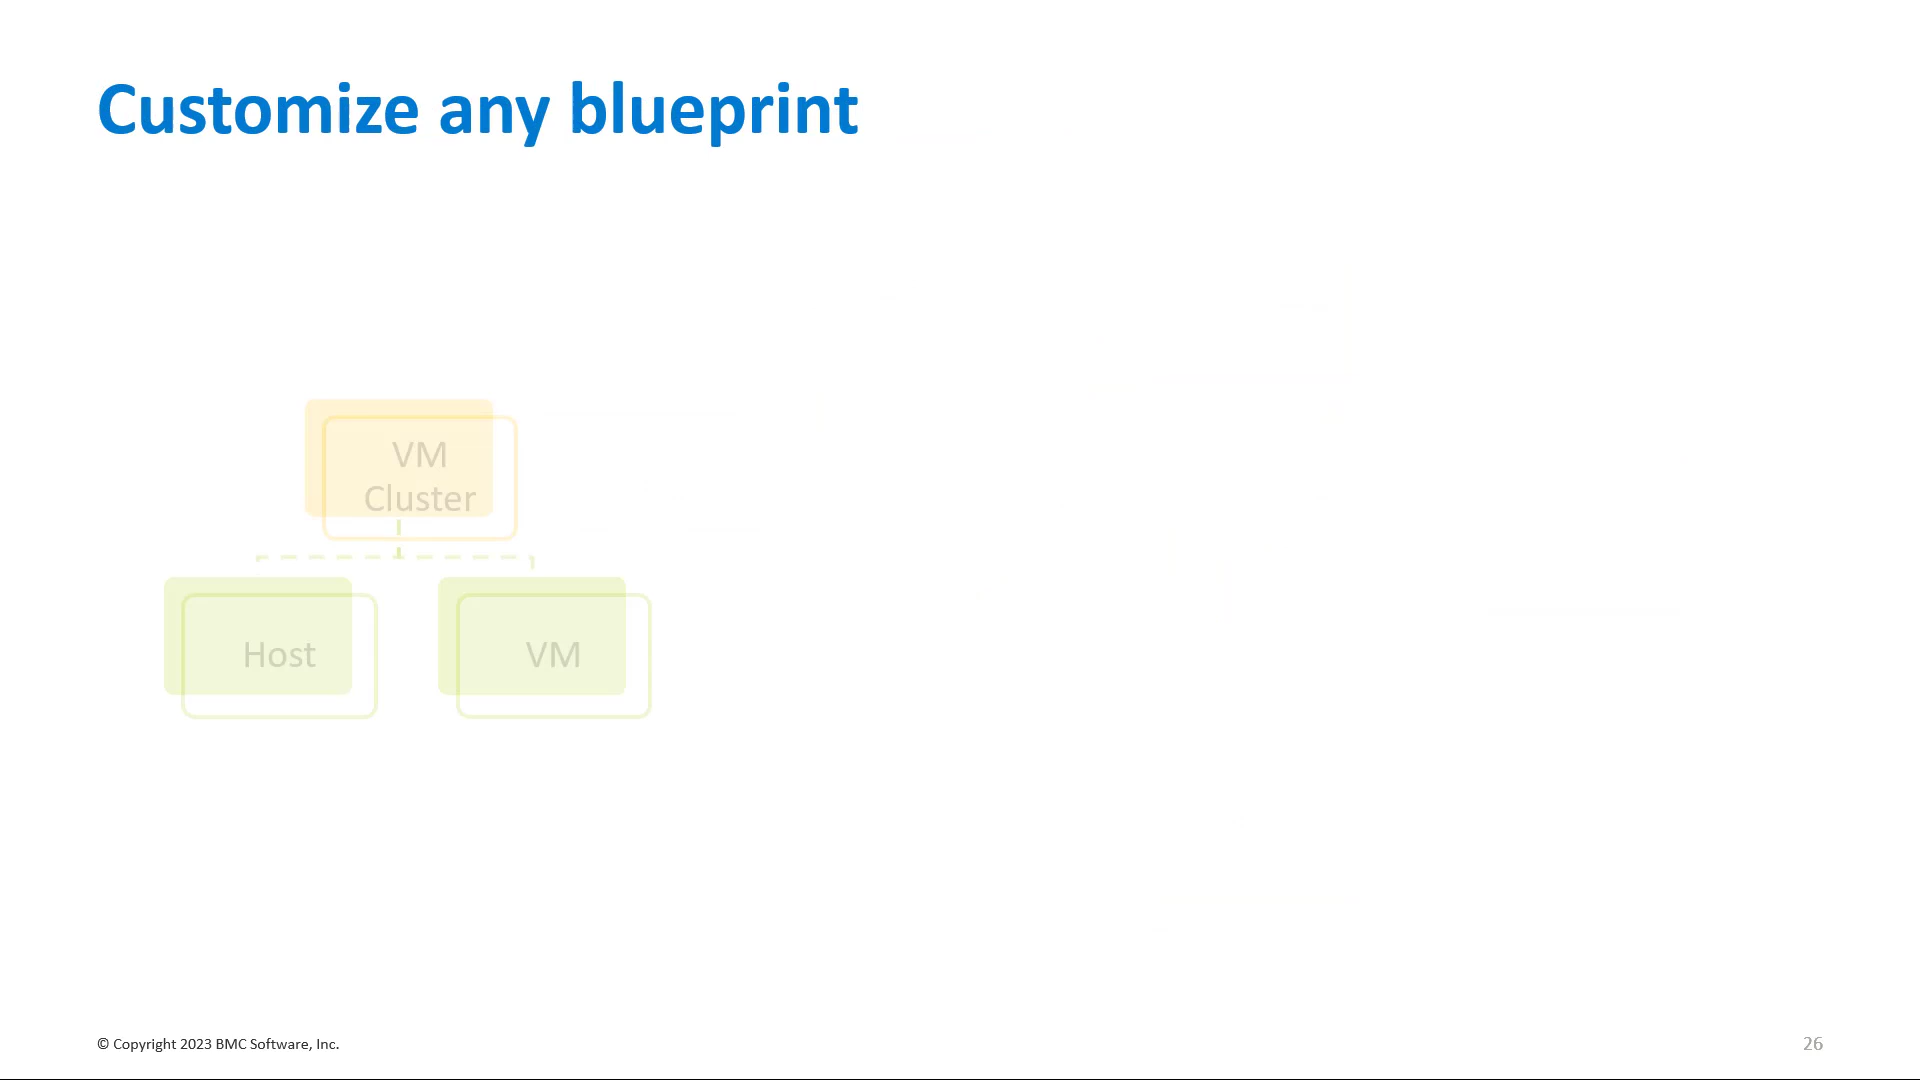 Customize any blueprint
VM
Cluster
Host
VM
© Copyright 2023 BMC Software, Inc.
26